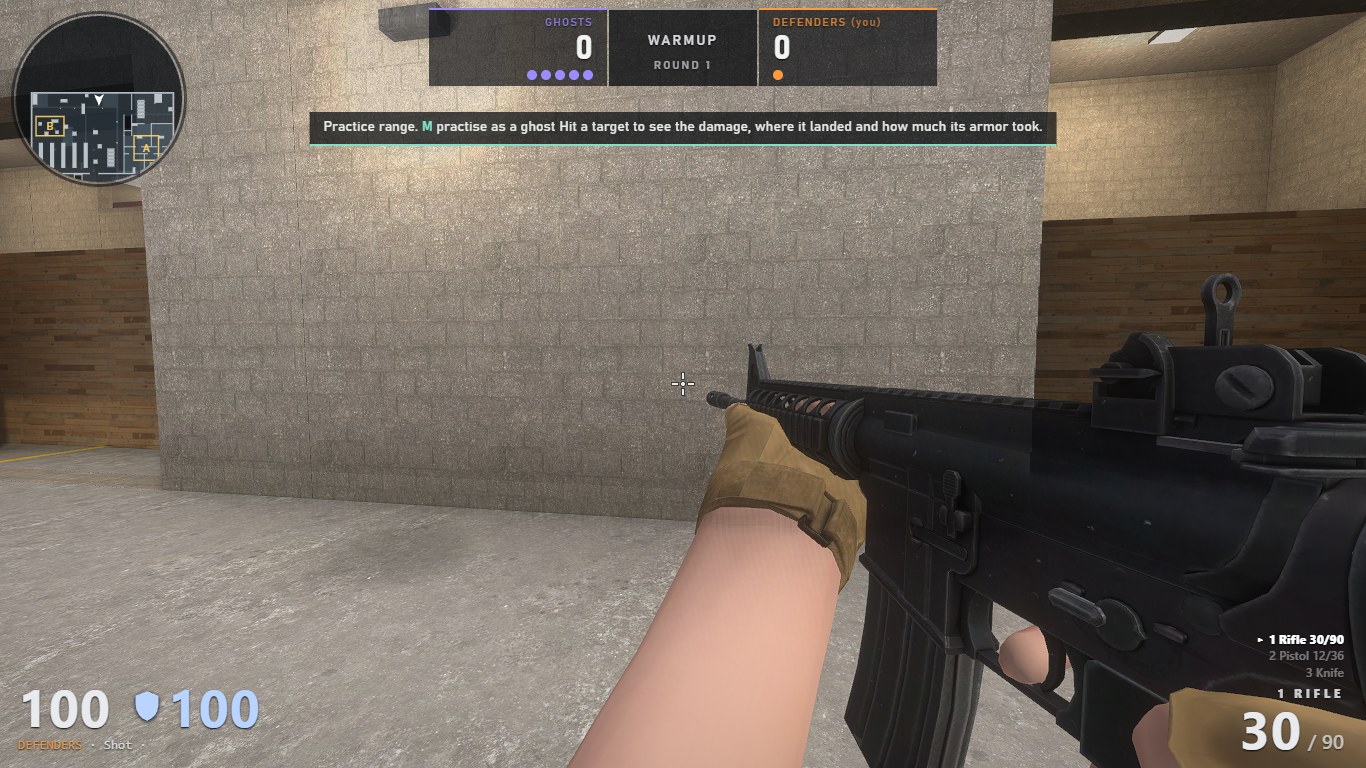 GHOSTS
0
WARMUP
ROUND 1
DEFENDERS (you)
0
Practice range. M practise as a ghost Hit a target to see the damage, where it landed and how much its armor took.
B
A
▸ 1 Rifle 30/90
2 Pistol 12/36
3 Knife
1 RIFLE
30 / 90
100 100
DEFENDERS · Shot ·